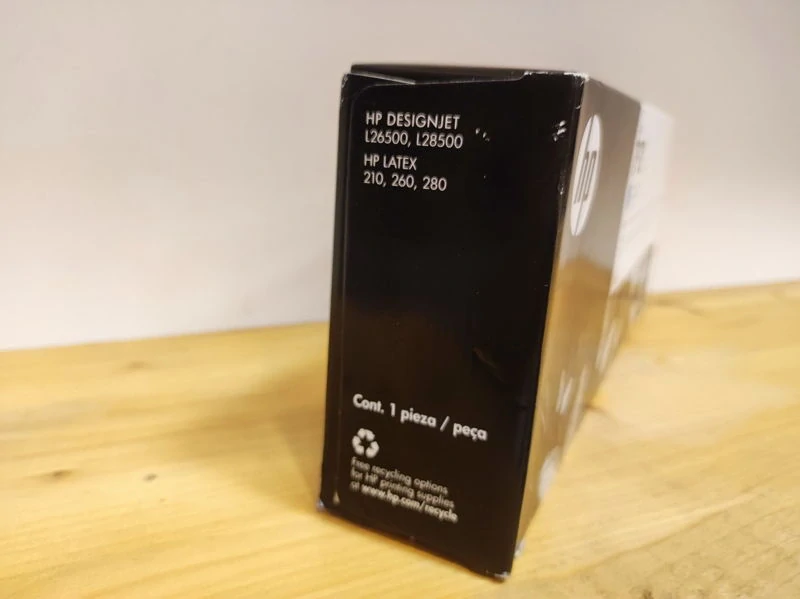 HP DESIGNJET
L26500, L28500
HP LATEX
210, 260, 280
hp
Cont. 1 pieza / peça
Free recycling options
for HP printing supplies
at www.hp.com/recycle